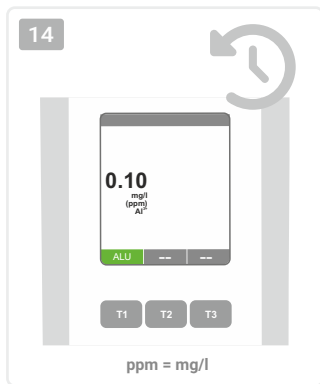 14
0.10
mg/l
(ppm)
Al³⁺
ALU -- --
T1 T2 T3
ppm = mg/l